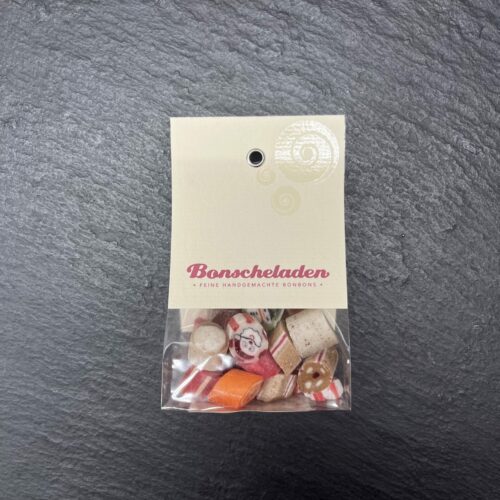 Bonscheladen
• FEINE HANDGEMACHTE BONBONS •